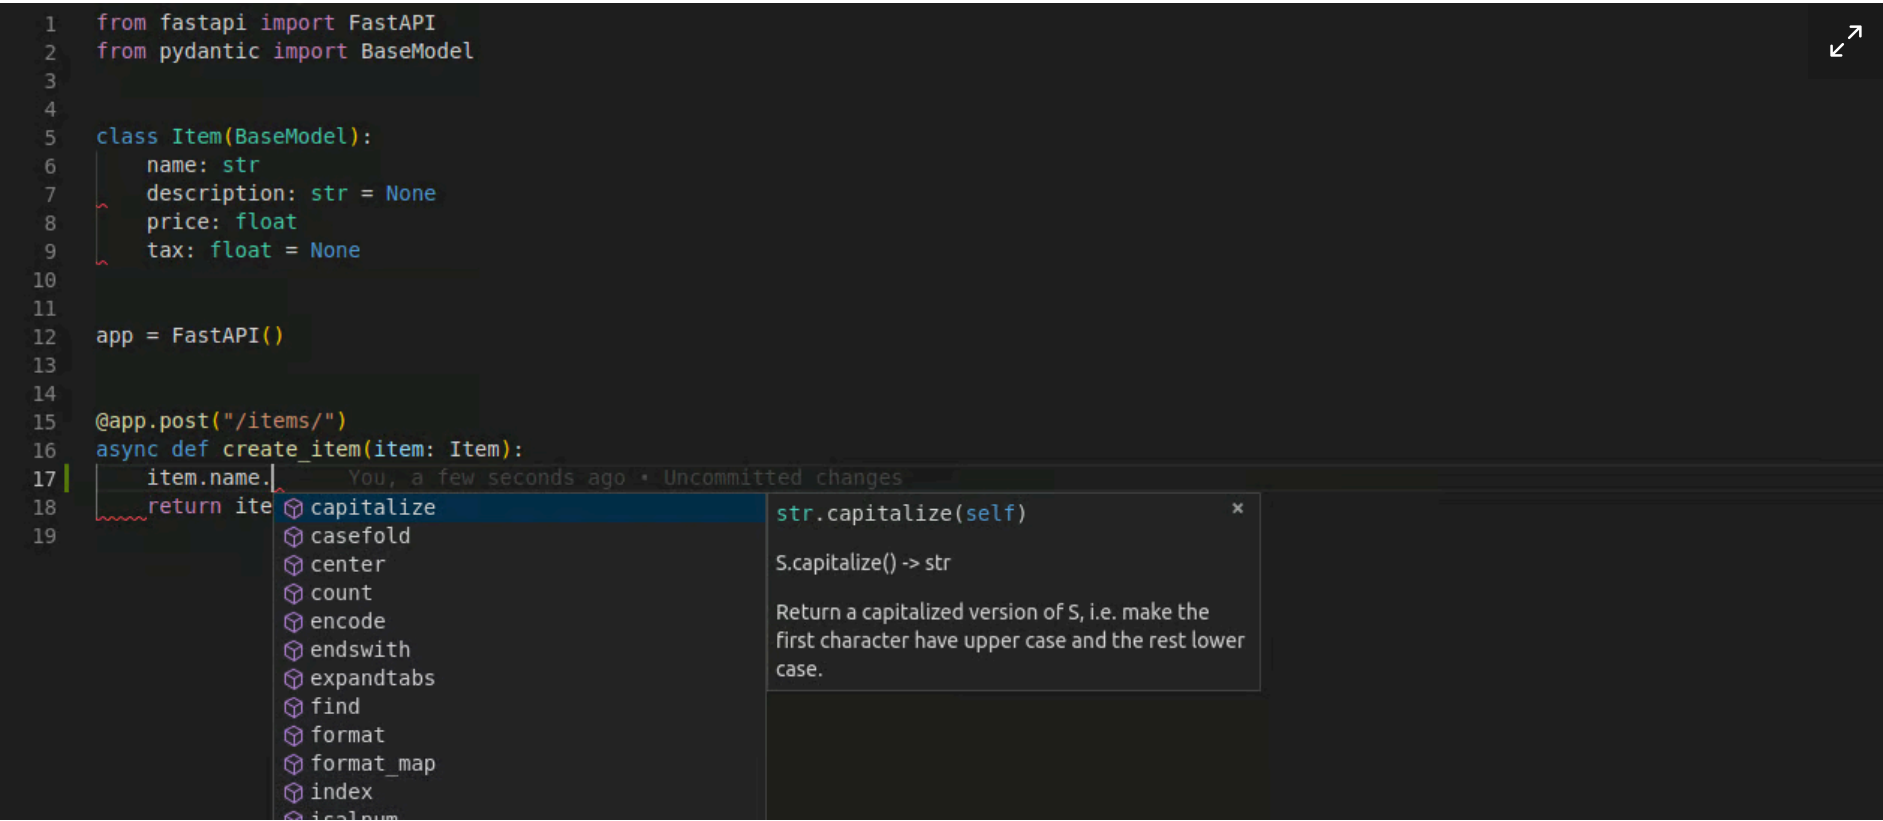 1 from fastapi import FastAPI
2 from pydantic import BaseModel
3
4
5 class Item(BaseModel):
6     name: str
7     description: str = None
8     price: float
9     tax: float = None
10
11
12 app = FastAPI()
13
14
15 @app.post("/items/")
16 async def create_item(item: Item):
17     item.name. You, a few seconds ago • Uncommitted changes
18     return ite
19
capitalize
casefold
center
count
encode
endswith
expandtabs
find
format
format_map
index
isalnum
str.capitalize(self) ×
S.capitalize() -> str
Return a capitalized version of S, i.e. make the
first character have upper case and the rest lower
case.